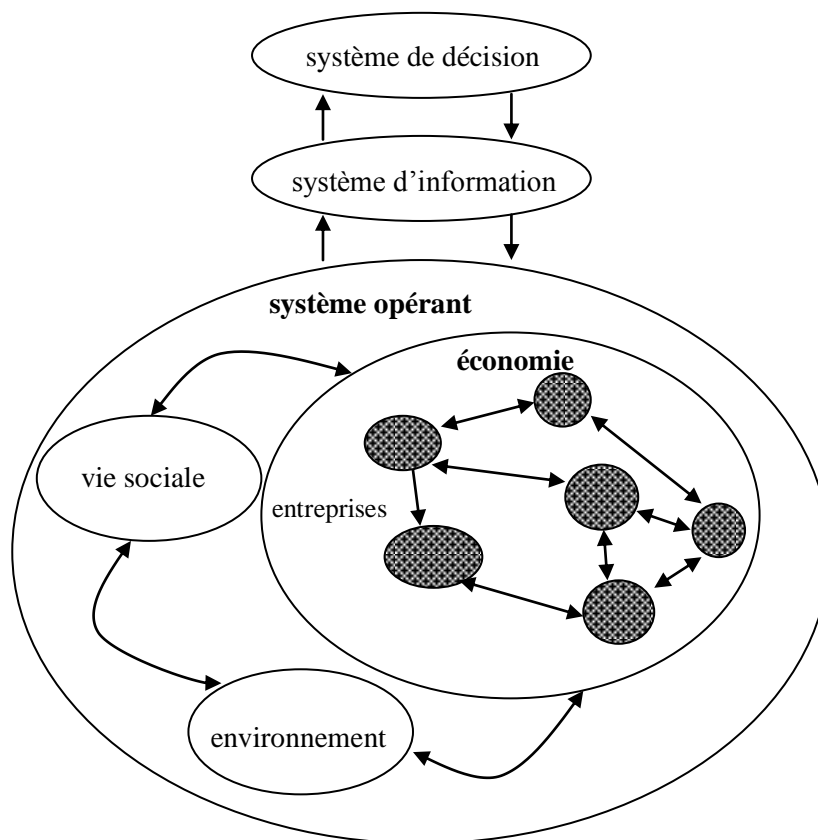 système de décision
système d’information
système opérant
économie
vie sociale
entreprises
environnement